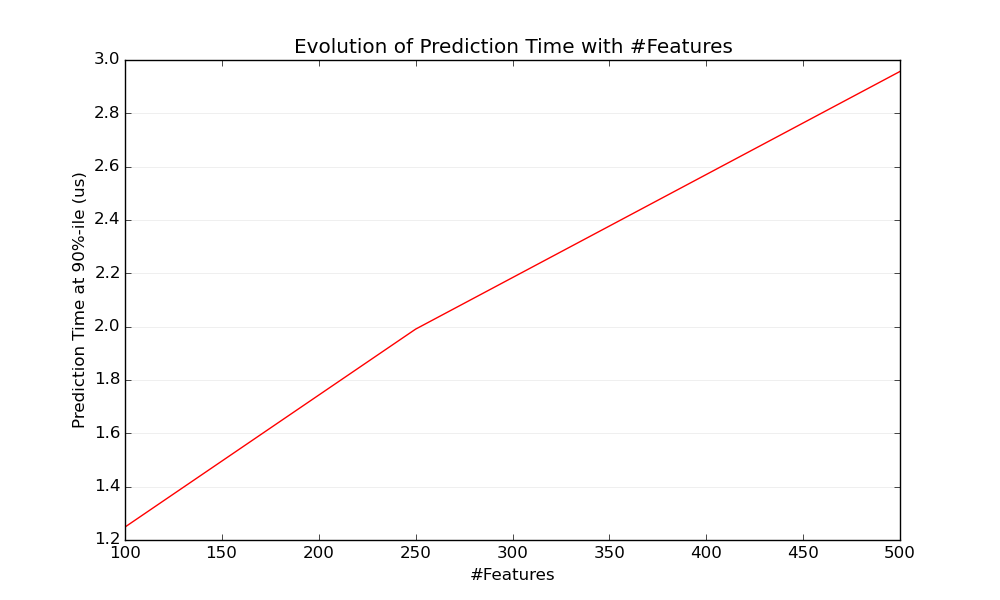 Evolution of Prediction Time with #Features
3.0
2.8
2.6
2.4
2.2
2.0
1.8
1.6
1.4
1.2
Prediction Time at 90%-ile (us)
100 150 200 250 300 350 400 450 500
#Features